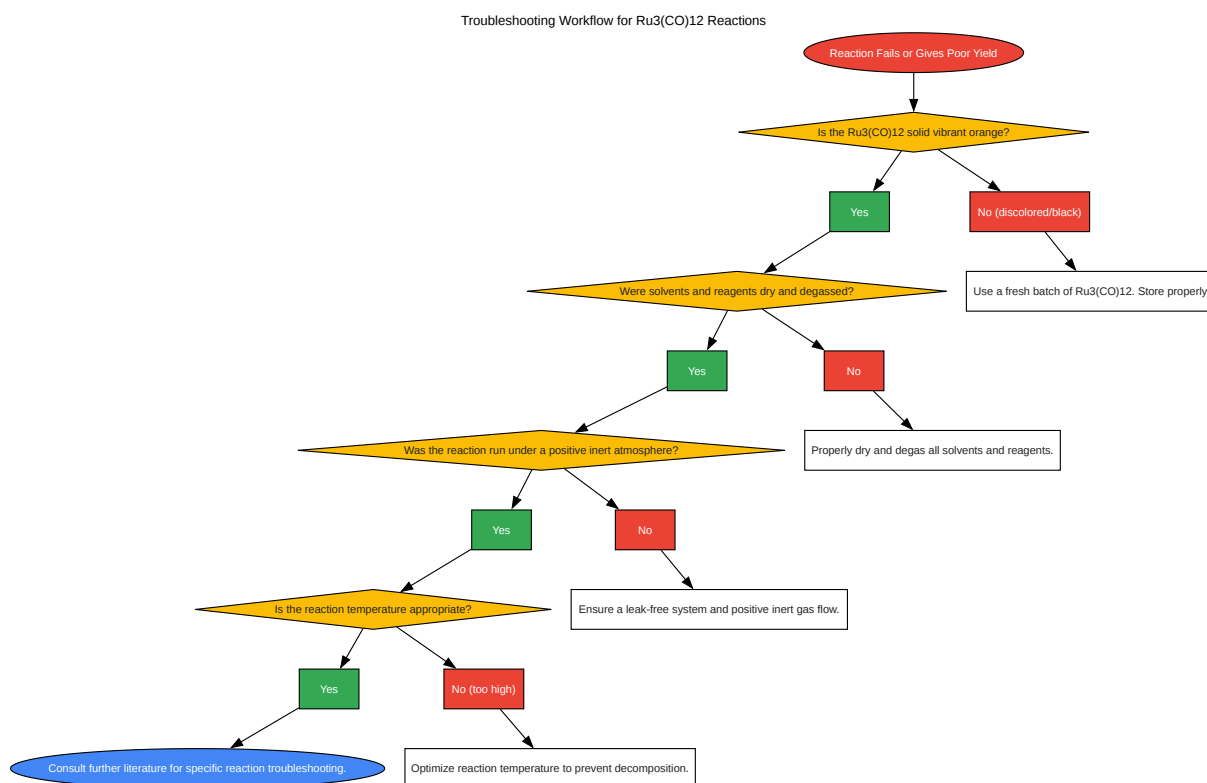 Troubleshooting Workflow for Ru3(CO)12 Reactions
Reaction Fails or Gives Poor Yield
Is the Ru3(CO)12 solid vibrant orange?
Yes
No (discolored/black)
Were solvents and reagents dry and degassed?
Use a fresh batch of Ru3(CO)12. Store properly
Yes
No
Was the reaction run under a positive inert atmosphere?
Properly dry and degas all solvents and reagents.
Yes
No
Is the reaction temperature appropriate?
Ensure a leak-free system and positive inert gas flow.
Yes
No (too high)
Consult further literature for specific reaction troubleshooting.
Optimize reaction temperature to prevent decomposition.